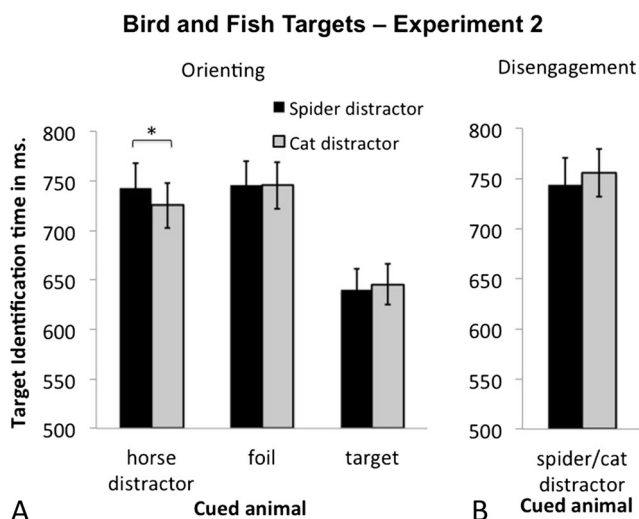 Bird and Fish Targets – Experiment 2
Orienting
Disengagement
Spider distractor
Cat distractor
*
Target Identification time in ms.
800
750
700
650
600
550
500
horse
distractor
foil
target
A
Cued animal
800
750
700
650
600
550
500
spider/cat
distractor
B
Cued animal